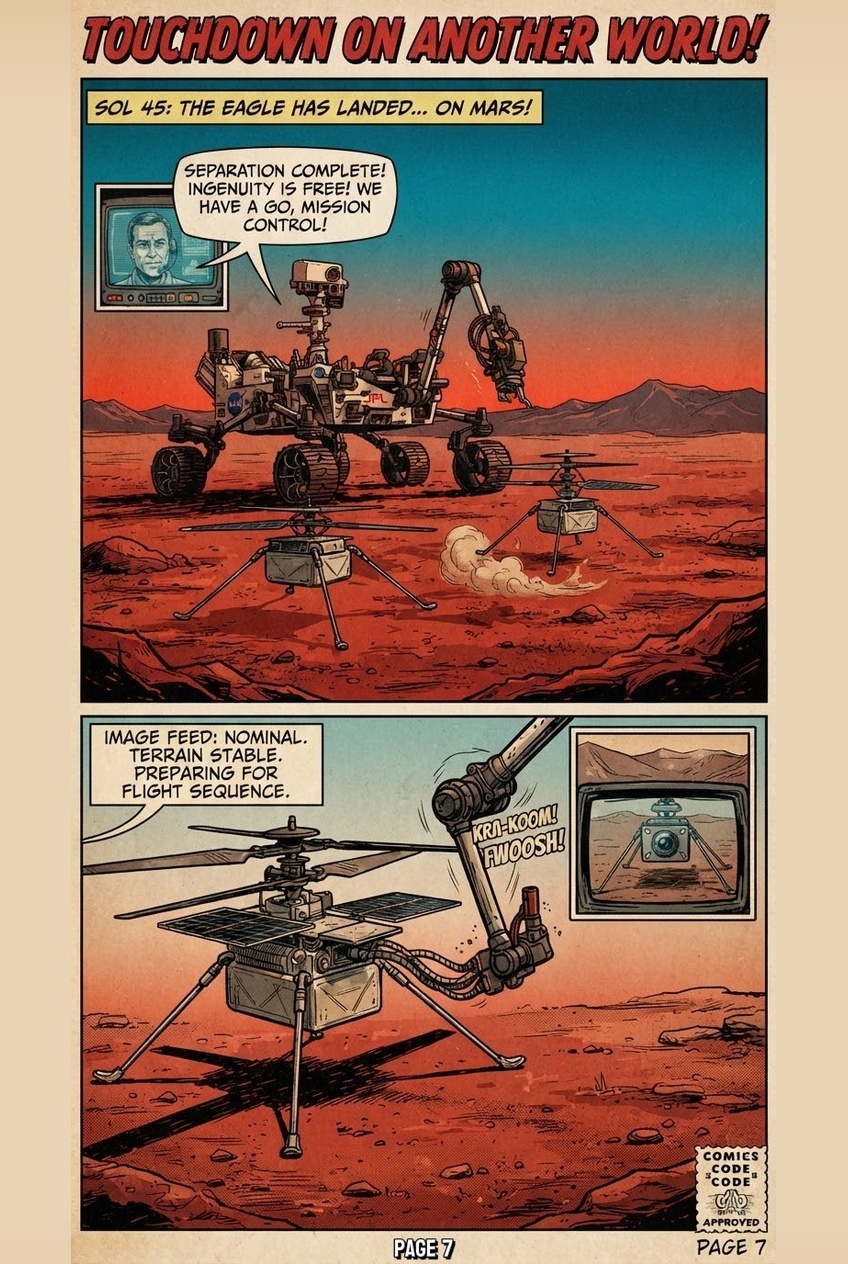 TOUCHDOWN ON ANOTHER WORLD!
SOL 45: THE EAGLE HAS LANDED... ON MARS!
SEPARATION COMPLETE!
INGENUITY IS FREE! WE
HAVE A GO, MISSION
CONTROL!
JPL
IMAGE FEED: NOMINAL.
TERRAIN STABLE.
PREPARING FOR
FLIGHT SEQUENCE.
KRA-KOOM!
FWOOSH!
COMICS
CODE
"CODE"
APPROVED
PAGE 7
PAGE 7